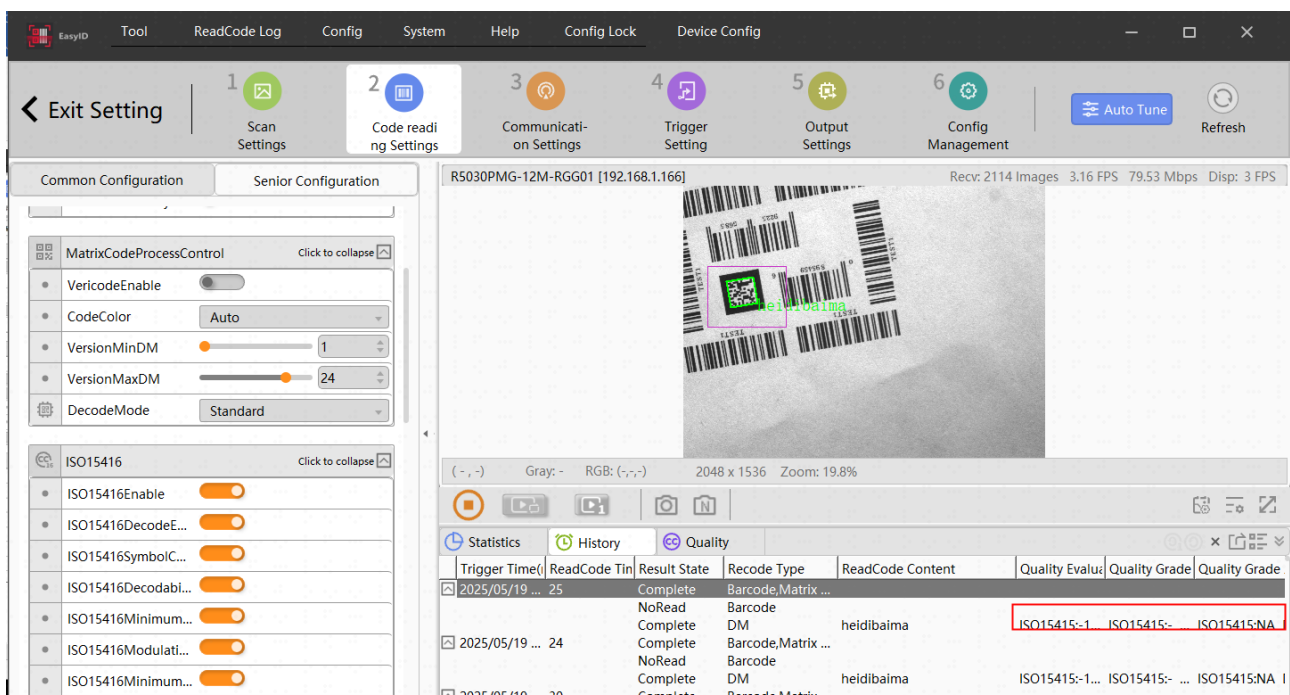 EasyID Tool ReadCode Log Config System Help Config Lock Device Config
Exit Setting
1 Scan Settings
2 Code readi ng Settings
3 Communicati- on Settings
4 Trigger Setting
5 Output Settings
6 Config Management
Auto Tune
Refresh
Common Configuration Senior Configuration
MatrixCodeProcessControl Click to collapse
VericodeEnable
CodeColor Auto
VersionMinDM 1
VersionMaxDM 24
DecodeMode Standard
ISO15416 Click to collapse
ISO15416Enable
ISO15416DecodeE...
ISO15416SymbolC...
ISO15416Decodabi...
ISO15416Minimum...
ISO15416Modulati...
ISO15416Minimum...
R5030PMG-12M-RGG01 [192.168.1.166] Recv: 2114 Images 3.16 FPS 79.53 Mbps Disp: 3 FPS
TEST1
TEST1
TEST1
TEST1
heidibaima
( - , -) Gray: - RGB: (-,-,-) 2048 x 1536 Zoom: 19.8%
Statistics History Quality
Trigger Time( ReadCode Tin Result State Recode Type ReadCode Content Quality Evalua Quality Grade Quality Grade
2025/05/19 ... 25 Complete Barcode,Matrix ...
NoRead Barcode
Complete DM heidibaima ISO15415:-1... ISO15415:- ... ISO15415:NA
2025/05/19 ... 24 Complete Barcode,Matrix ...
NoRead Barcode
Complete DM heidibaima ISO15415:-1... ISO15415:- ... ISO15415:NA